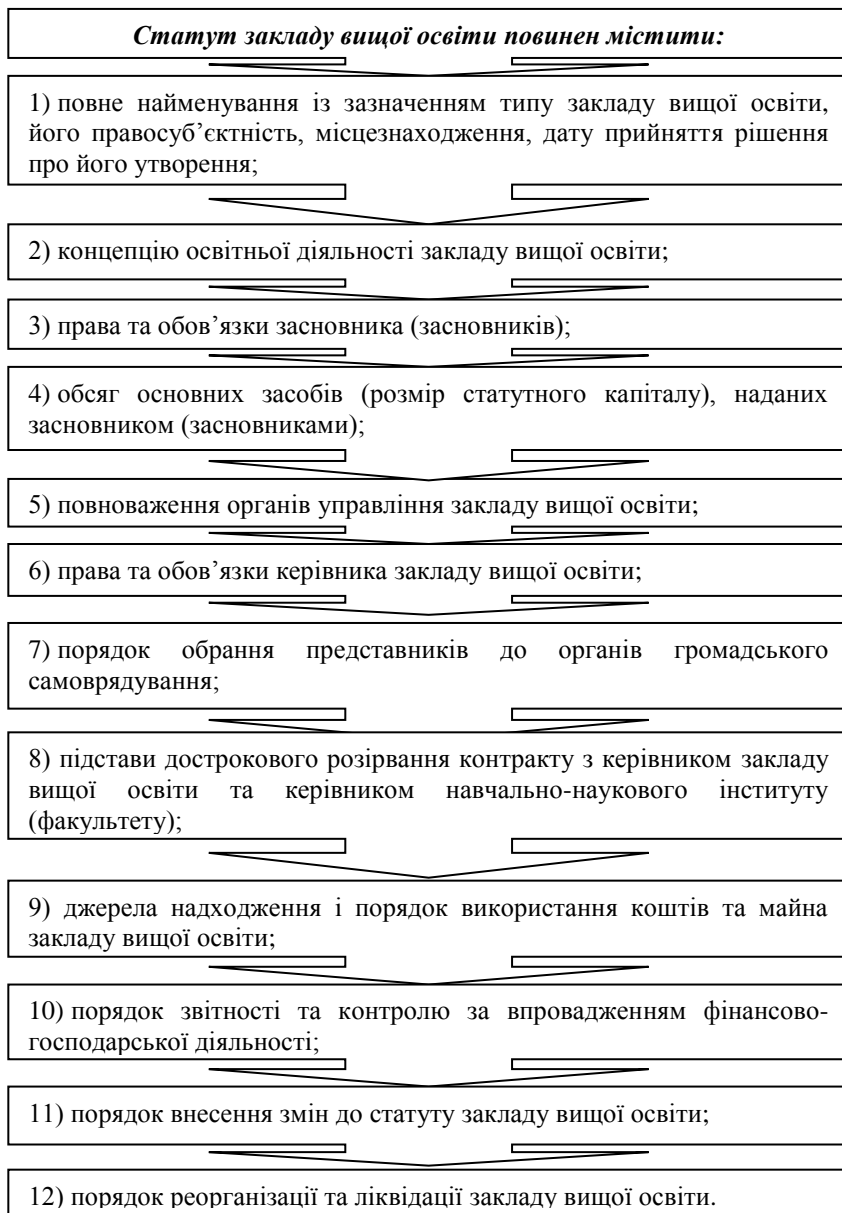 Статут закладу вищої освіти повинен містити:
1) повне найменування із зазначенням типу закладу вищої освіти,
його правосуб’єктність, місцезнаходження, дату прийняття рішення
про його утворення;
2) концепцію освітньої діяльності закладу вищої освіти;
3) права та обов’язки засновника (засновників);
4) обсяг основних засобів (розмір статутного капіталу), наданих
засновником (засновниками);
5) повноваження органів управління закладу вищої освіти;
6) права та обов’язки керівника закладу вищої освіти;
7) порядок обрання представників до органів громадського
самоврядування;
8) підстави дострокового розірвання контракту з керівником закладу
вищої освіти та керівником навчально-наукового інституту
(факультету);
9) джерела надходження і порядок використання коштів та майна
закладу вищої освіти;
10) порядок звітності та контролю за впровадженням фінансово-
господарської діяльності;
11) порядок внесення змін до статуту закладу вищої освіти;
12) порядок реорганізації та ліквідації закладу вищої освіти.